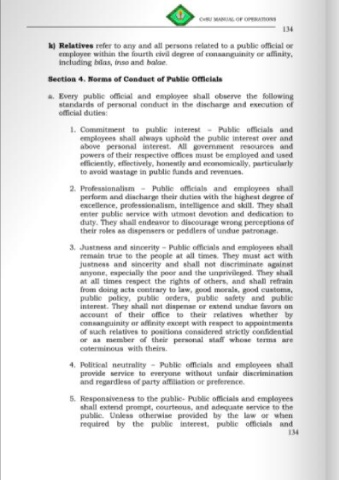 CvSU MANUAL OF OPERATIONS
134
k) Relatives refer to any and all persons related to a public official or
employee within the fourth civil degree of consanguinity or affinity,
including bilas, inso and balae.
Section 4. Norms of Conduct of Public Officials
a. Every public official and employee shall observe the following
standards of personal conduct in the discharge and execution of
official duties:
1. Commitment to public interest – Public officials and
employees shall always uphold the public interest over and
above personal interest. All government resources and
powers of their respective offices must be employed and used
efficiently, effectively, honestly and economically, particularly
to avoid wastage in public funds and revenues.
2. Professionalism – Public officials and employees shall
perform and discharge their duties with the highest degree of
excellence, professionalism, intelligence and skill. They shall
enter public service with utmost devotion and dedication to
duty. They shall endeavor to discourage wrong perceptions of
their roles as dispensers or peddlers of undue patronage.
3. Justness and sincerity – Public officials and employees shall
remain true to the people at all times. They must act with
justness and sincerity and shall not discriminate against
anyone, especially the poor and the unprivileged. They shall
at all times respect the rights of others, and shall refrain
from doing acts contrary to law, good morals, good customs,
public policy, public orders, public safety and public
interest. They shall not dispense or extend undue favors on
account of their office to their relatives whether by
consanguinity or affinity except with respect to appointments
of such relatives to positions considered strictly confidential
or as member of their personal staff whose terms are
coterminous with theirs.
4. Political neutrality – Public officials and employees shall
provide service to everyone without unfair discrimination
and regardless of party affiliation or preference.
5. Responsiveness to the public- Public officials and employees
shall extend prompt, courteous, and adequate service to the
public. Unless otherwise provided by the law or when
required by the public interest, public officials and
134